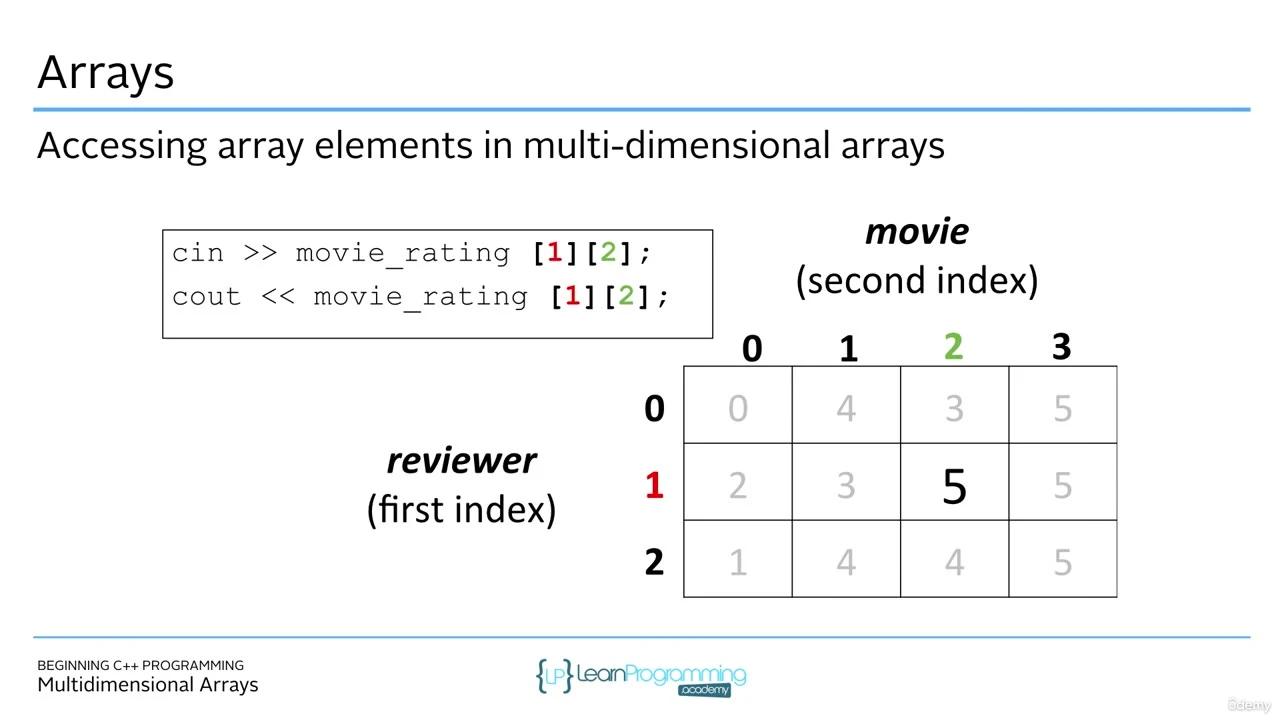 Arrays
Accessing array elements in multi-dimensional arrays
cin >> movie_rating [1][2];
cout << movie_rating [1][2];
movie
(second index)
0 1 2 3
reviewer
(first index)
0 0 4 3 5
1 2 3 5 5
2 1 4 4 5
BEGINNING C++ PROGRAMMING
Multidimensional Arrays
{LP} LearnProgramming
.academy
ûdemy